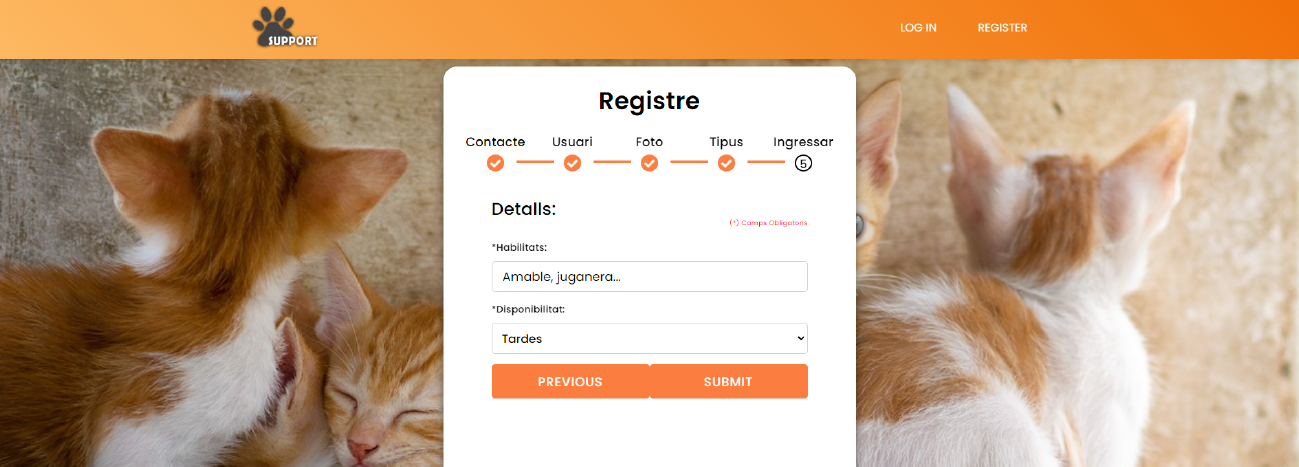 SUPPORT
LOG IN REGISTER
Registre
Contacte Usuari Foto Tipus Ingressar
5
Detalls:
(*) Camps Obligatoris
*Habilitats:
Amable, juganera...
*Disponibilitat:
Tardes
PREVIOUS SUBMIT